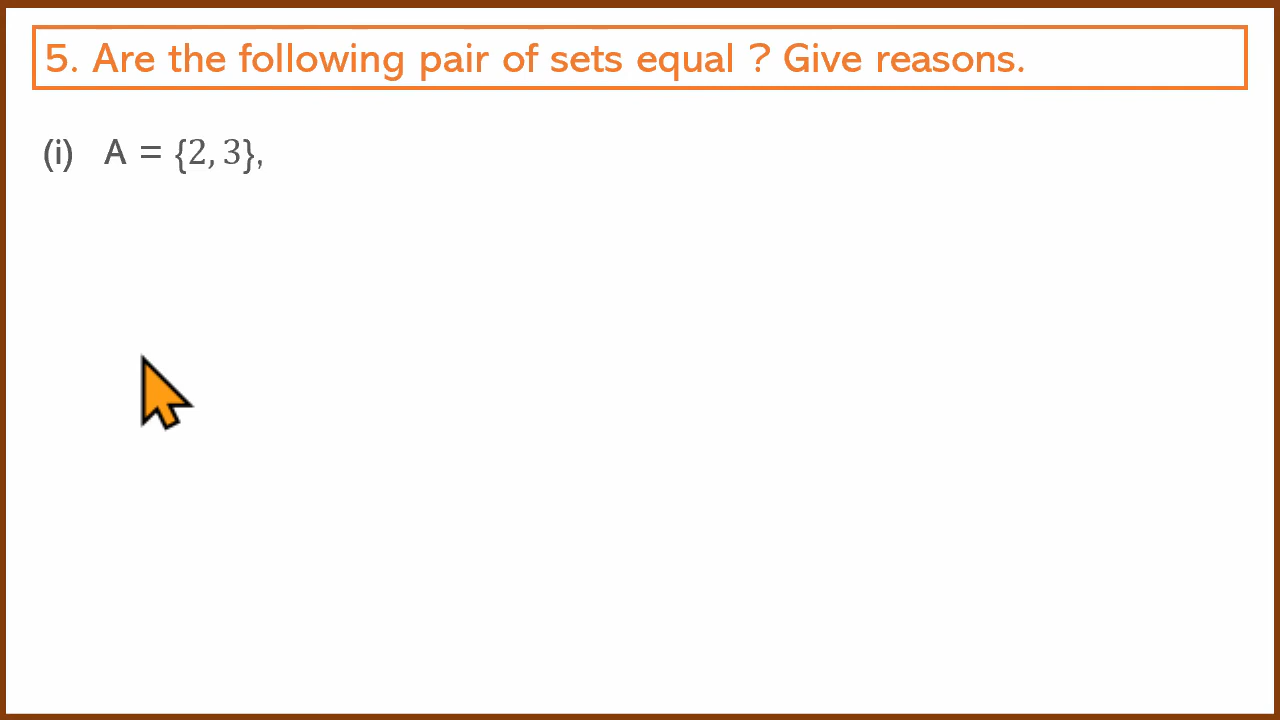 5. Are the following pair of sets equal ? Give reasons.
(i) A = {2, 3},